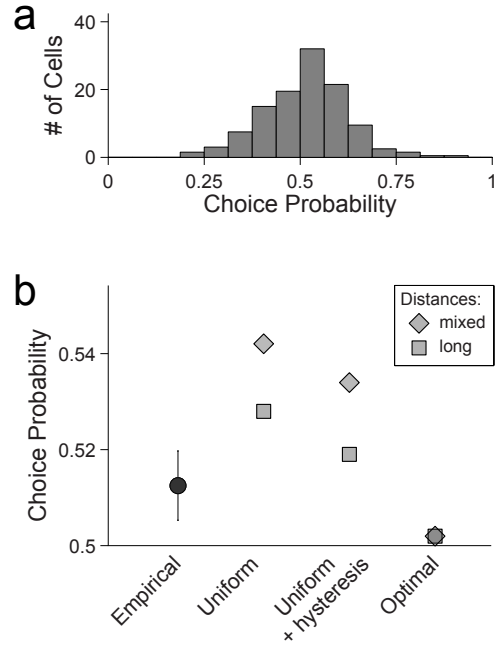 a
40
20
0
# of Cells
0 0.25 0.5 0.75 1
Choice Probability
b
Distances:
mixed
long
0.54
0.52
0.5
Choice Probability
Empirical
Uniform
Uniform
+ hysteresis
Optimal